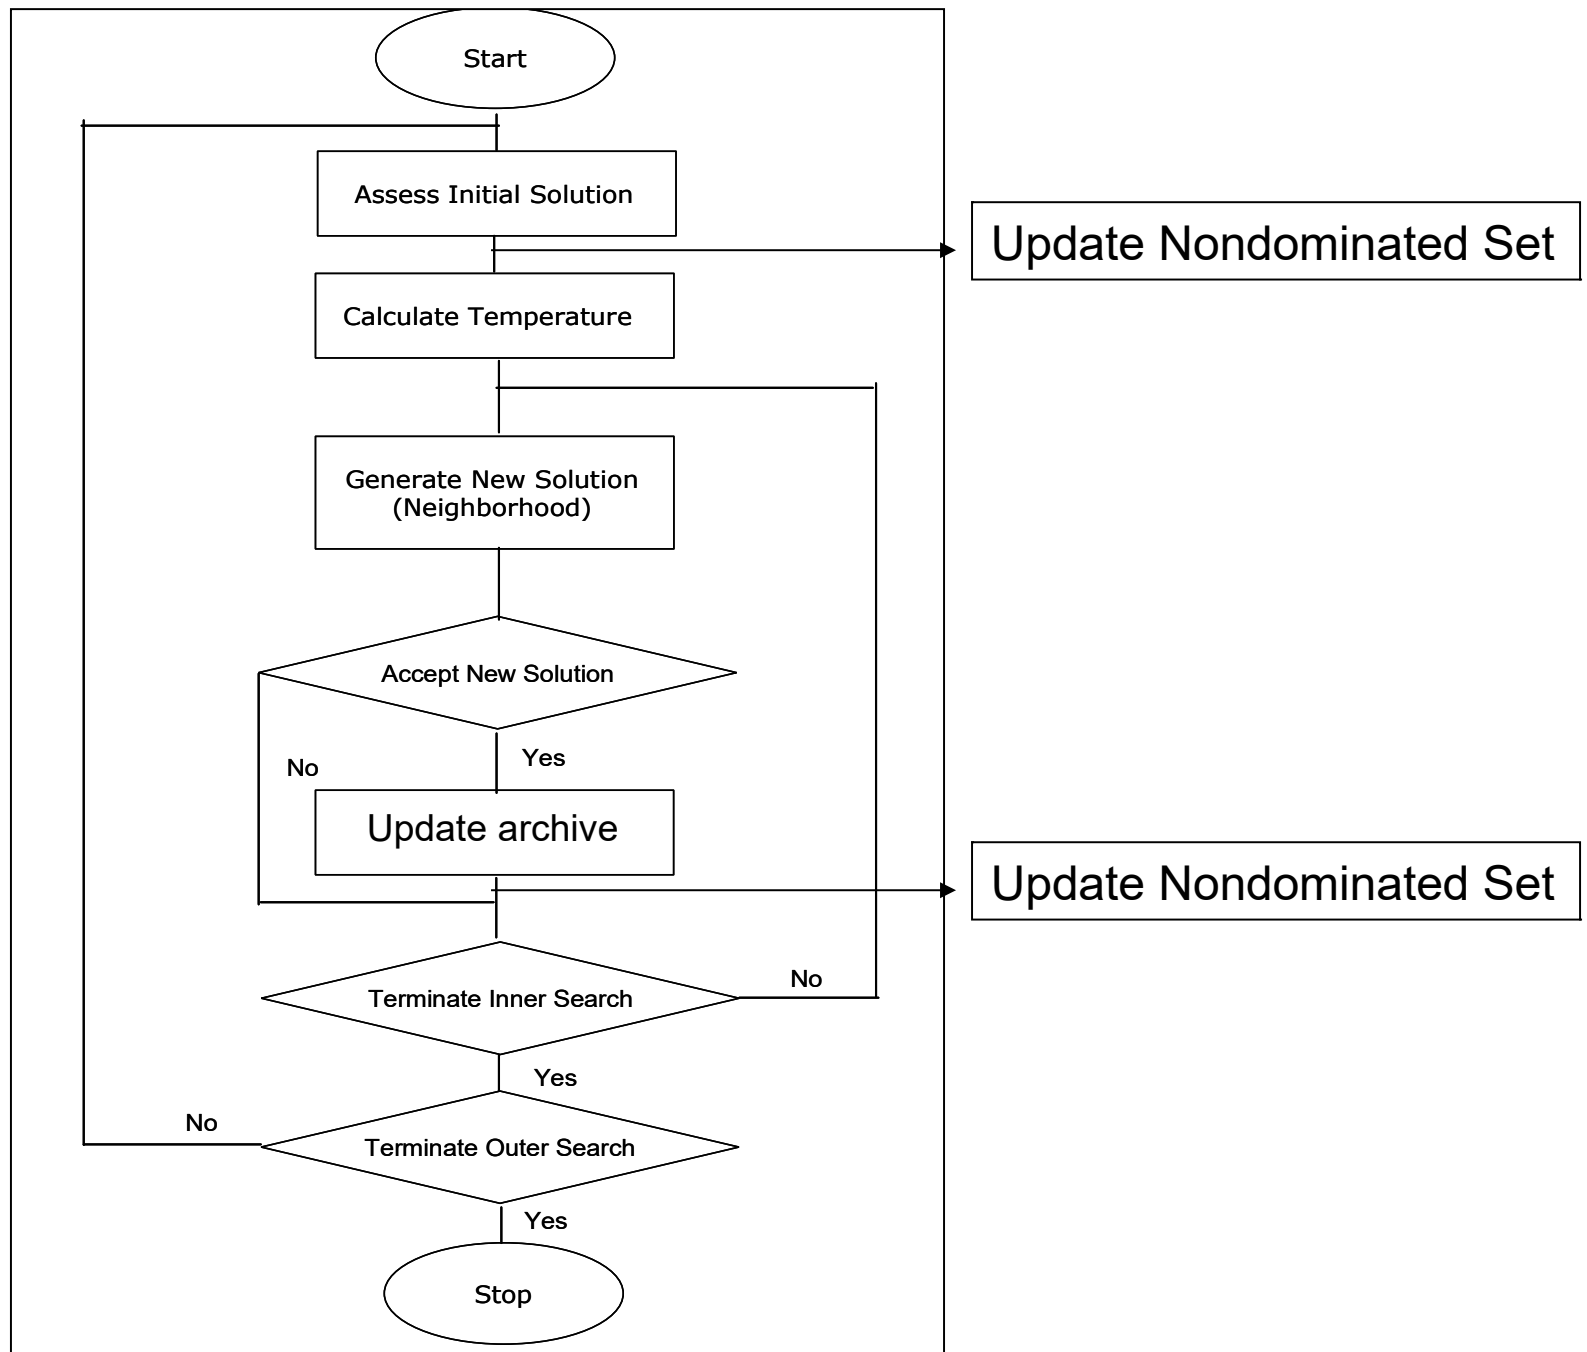 Start
Assess Initial Solution
Update Nondominated Set
Calculate Temperature
Generate New Solution
(Neighborhood)
Accept New Solution
No
Yes
Update archive
Update Nondominated Set
Terminate Inner Search
No
Yes
No
Terminate Outer Search
Yes
Stop